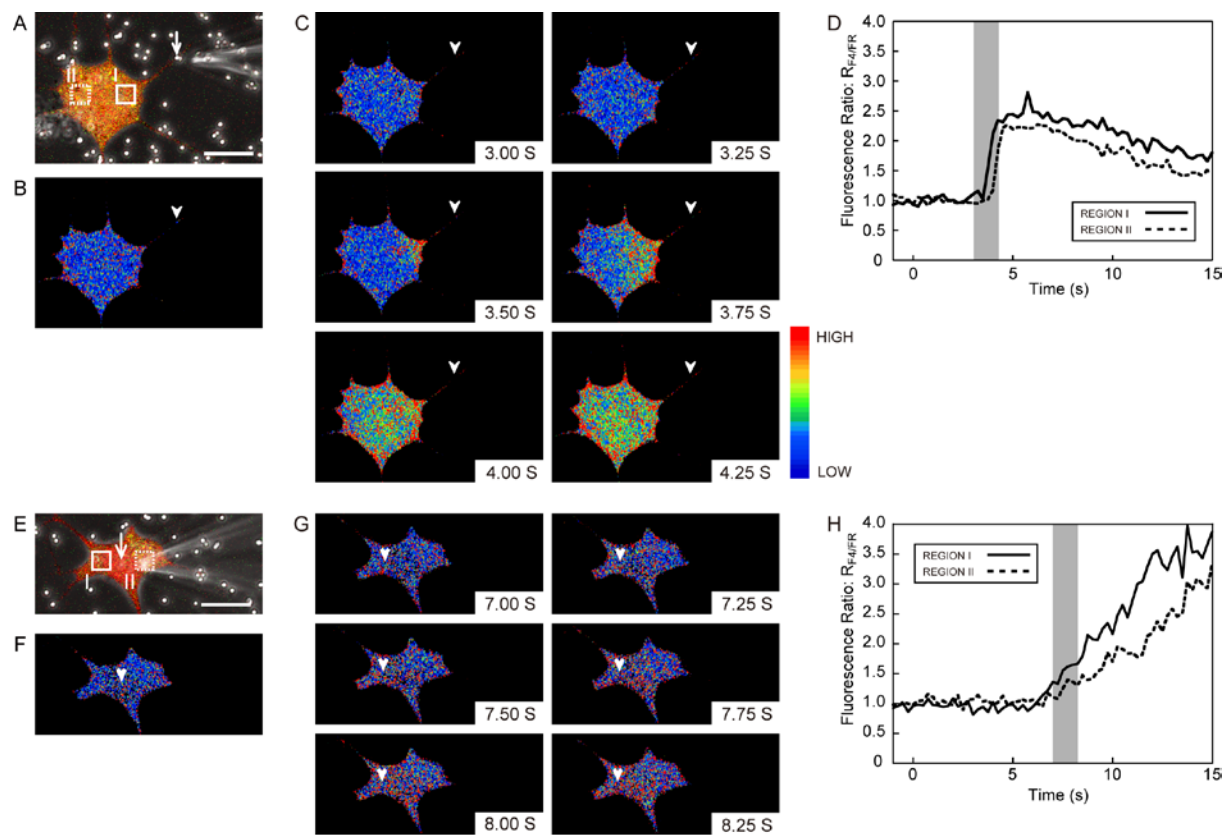 A
II
I
B
C
3.00 S
3.25 S
3.50 S
3.75 S
4.00 S
4.25 S
HIGH
LOW
D
Fluorescence Ratio: R F4/FR
4.0
3.5
3.0
2.5
2.0
1.5
1.0
0.5
0
REGION I
REGION II
0
5
10
15
Time (s)
E
I
II
F
G
7.00 S
7.25 S
7.50 S
7.75 S
8.00 S
8.25 S
H
Fluorescence Ratio: R F4/FR
4.0
3.5
3.0
2.5
2.0
1.5
1.0
0.5
0
REGION I
REGION II
0
5
10
15
Time (s)